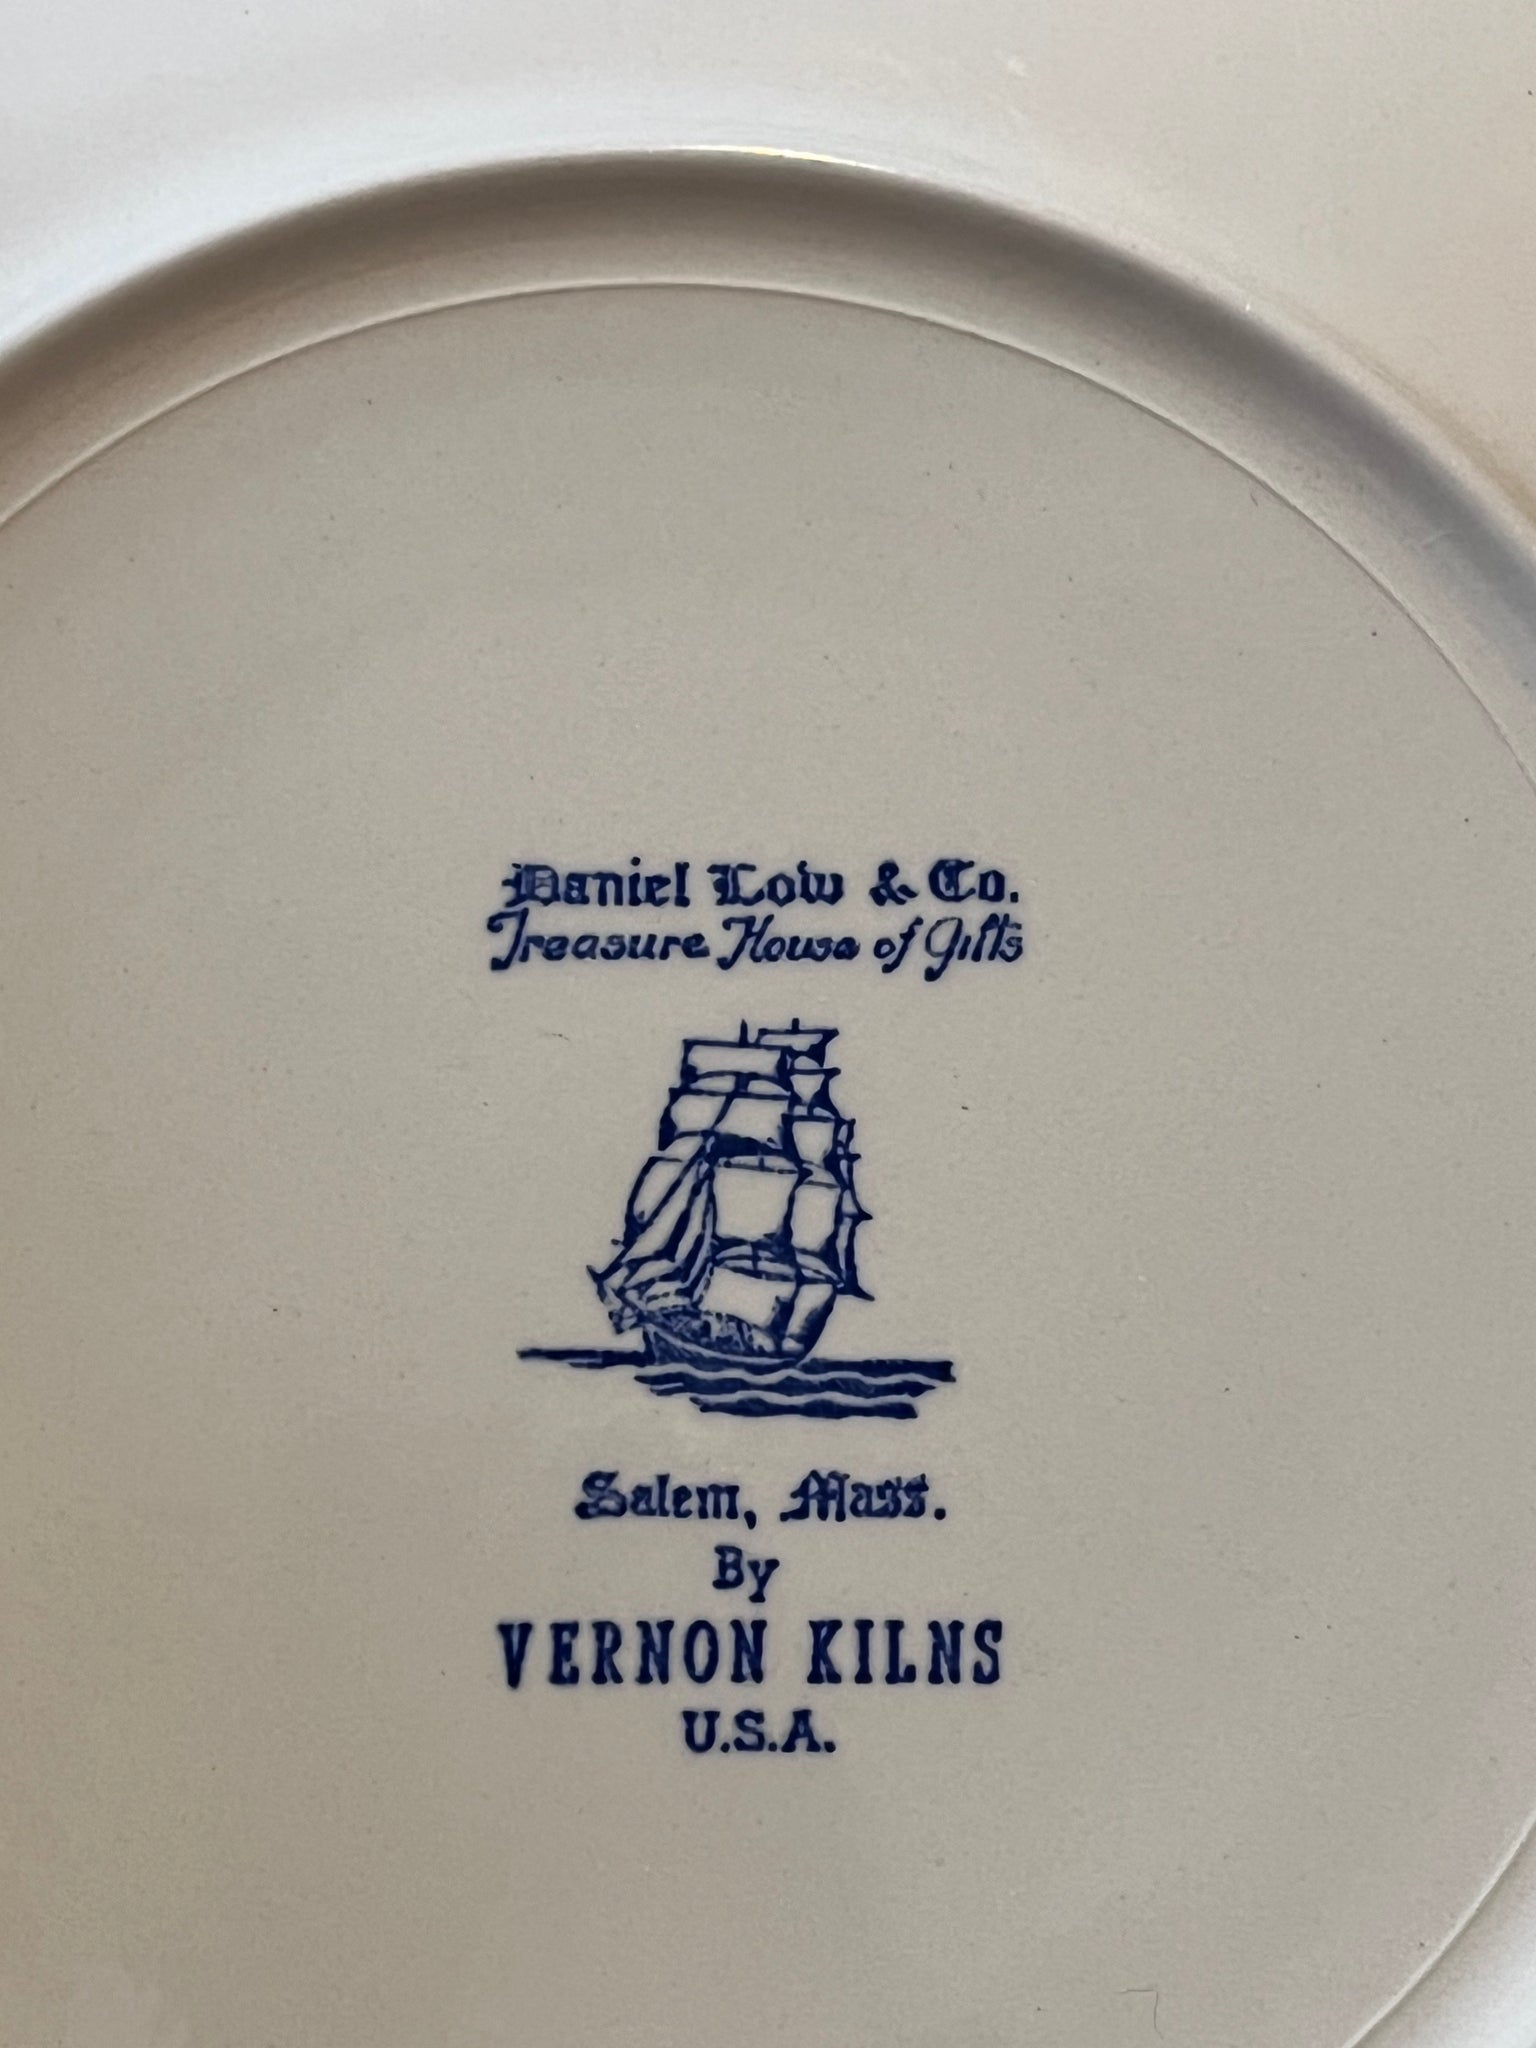 Daniel Low & Co.
Treasure House of Gifts
Salem, Mass.
By
VERNON KILNS
U.S.A.